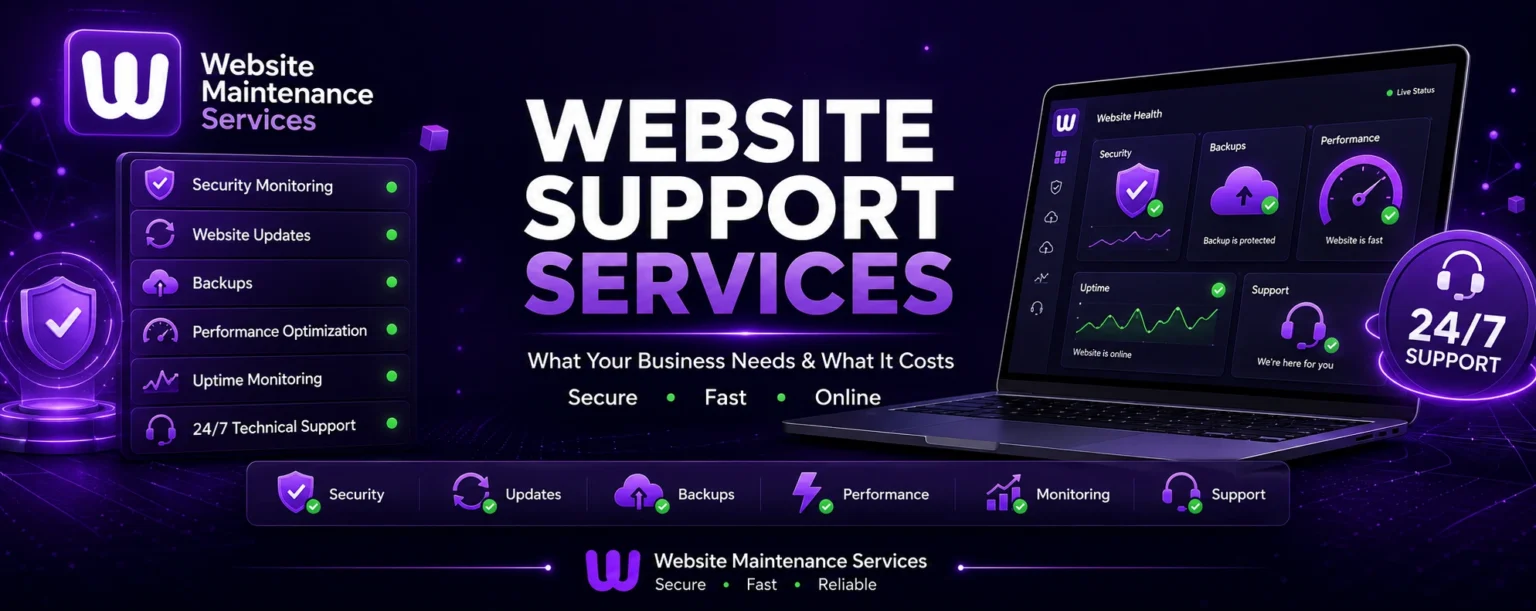 Website
Maintenance
Services
Security Monitoring
Website Updates
Backups
Performance Optimization
Uptime Monitoring
24/7 Technical Support
WEBSITE
SUPPORT
SERVICES
What Your Business Needs & What It Costs
Secure • Fast • Online
W
Website Health
Live Status
Security
Backups
Backup is protected
Performance
Website is fast
Uptime
Website is online
Support
We're here for you
24/7
SUPPORT
Security
Updates
Backups
Performance
Monitoring
Support
Website Maintenance Services
Secure • Fast • Reliable